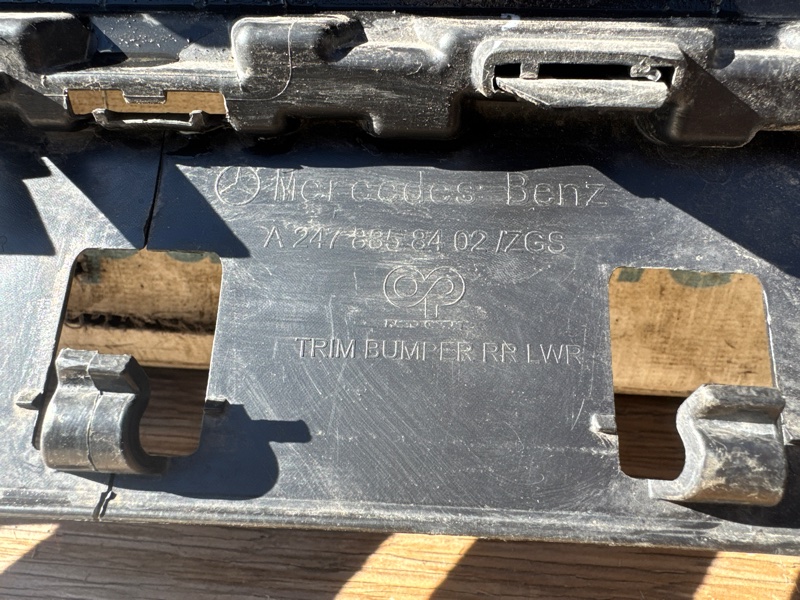 Mercedes Benz
A 247 885 84 02 /ZGS
TRIM BUMPER RR LWR